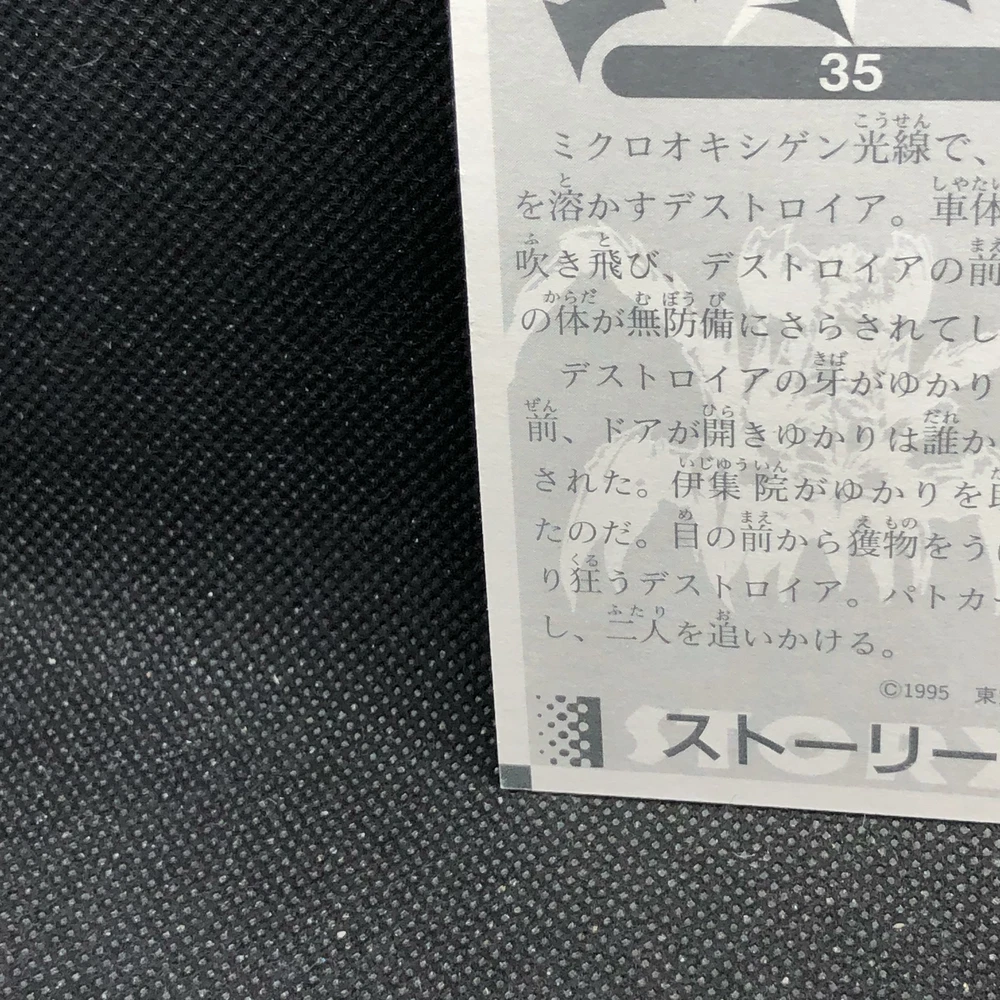 35
ミクロオキシゲン光線で、
を溶かすデストロイア。車体
吹き飛び、デストロイアの前
の体が無防備にさらされてし
デストロイアの牙がゆかり
前、ドアが開きゆかりは誰か
された。伊集院がゆかりを
たのだ。目の前から獲物をう
り狂うデストロイア。パトカ
し、二人を追いかける。
©1995 東
ストーリー